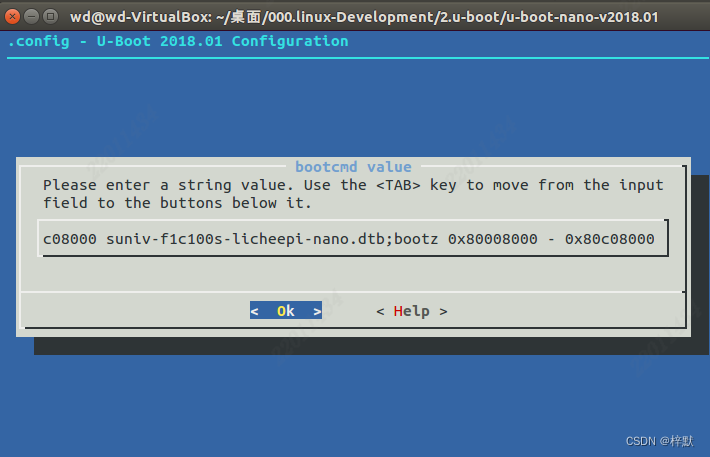 wd@wd-VirtualBox: ~/桌面/000.linux-Development/2.u-boot/u-boot-nano-v2018.01
.config - U-Boot 2018.01 Configuration
bootcmd value
Please enter a string value. Use the <TAB> key to move from the input
field to the buttons below it.
c08000 suniv-f1c100s-licheepi-nano.dtb;bootz 0x80008000 - 0x80c08000
< Ok > < Help >
CSDN @梓默